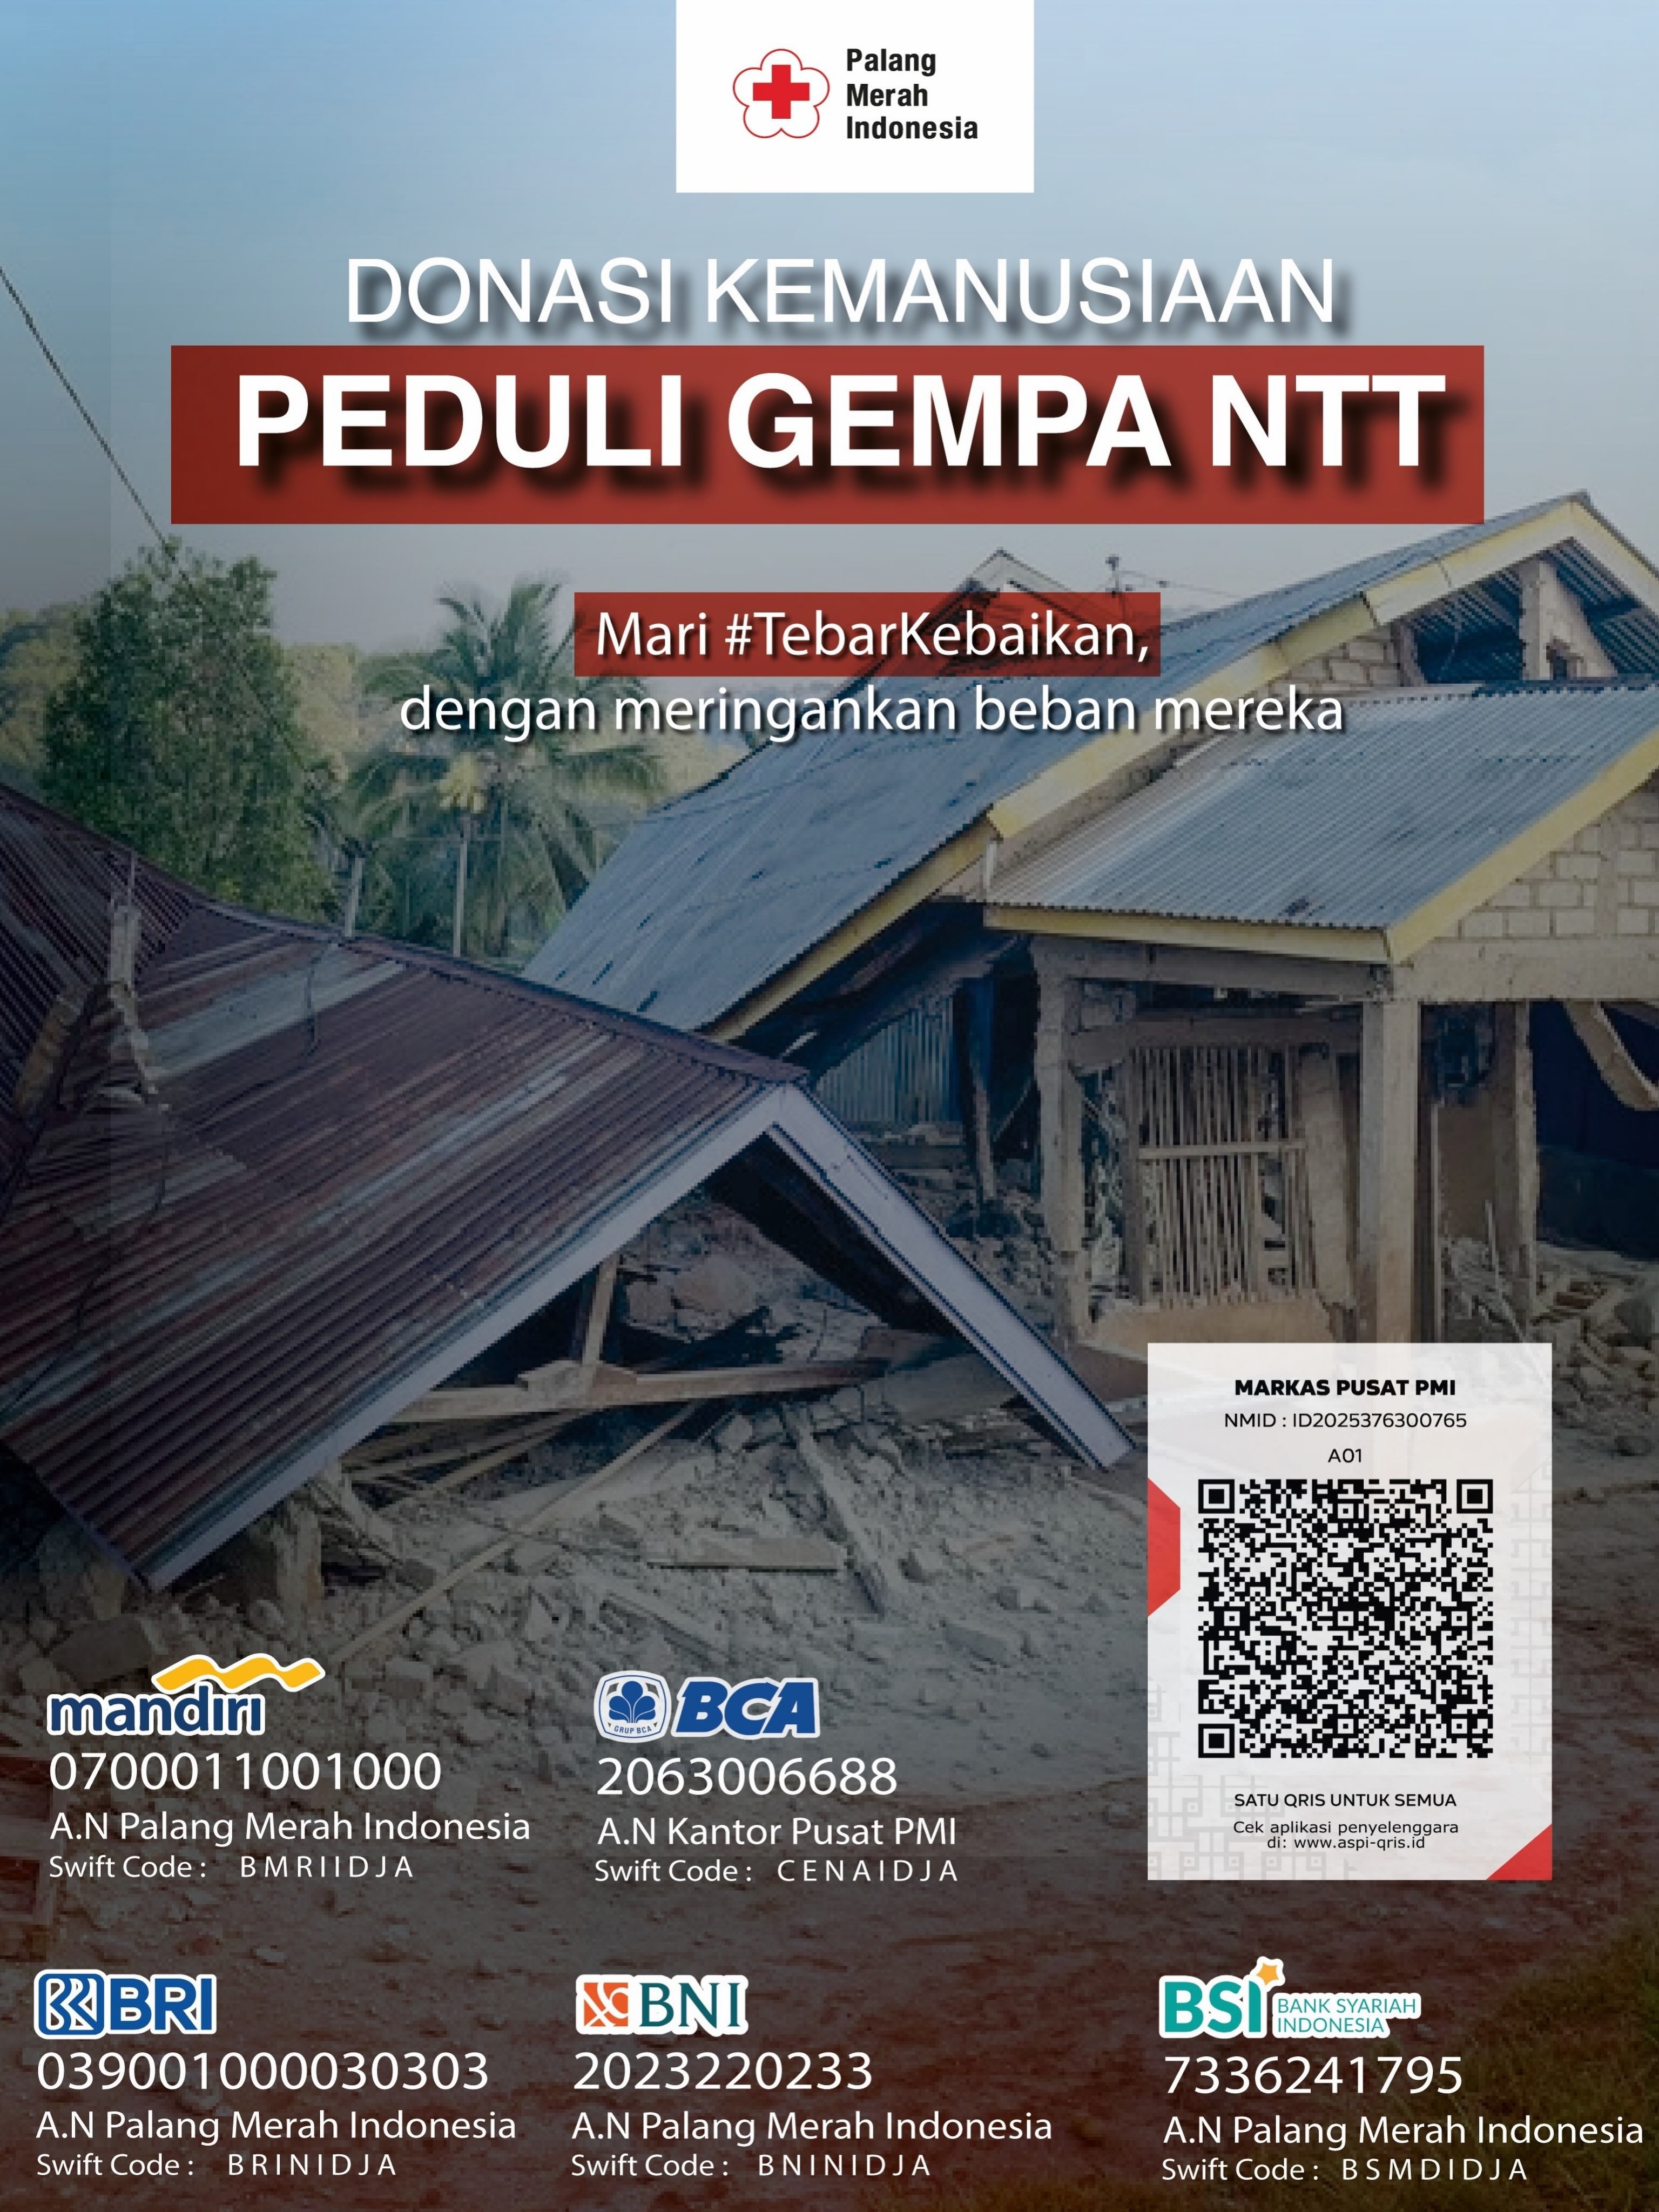 Palang
Merah
Indonesia
DONASI KEMANUSIAAN
PEDULI GEMPA NTT
Mari #TebarKebaikan,
dengan meringankan beban mereka
MARKAS PUSAT PMI
NMID : ID2025376300765
A01
SATU QRIS UNTUK SEMUA
Cek aplikasi penyelenggara
di: www.aspi-qris.id
mandiri
0700011001000
A.N Palang Merah Indonesia
Swift Code : BMRIIDJA
GRUP BCA
BCA
2063006688
A.N Kantor Pusat PMI
Swift Code : CENAIDJA
BRI
039001000030303
A.N Palang Merah Indonesia
Swift Code : BRINIDJA
BNI
2023220233
A.N Palang Merah Indonesia
Swift Code : BNINIDJA
BSI
BANK SYARIAH
INDONESIA
7336241795
A.N Palang Merah Indonesia
Swift Code : BSMDIDJA